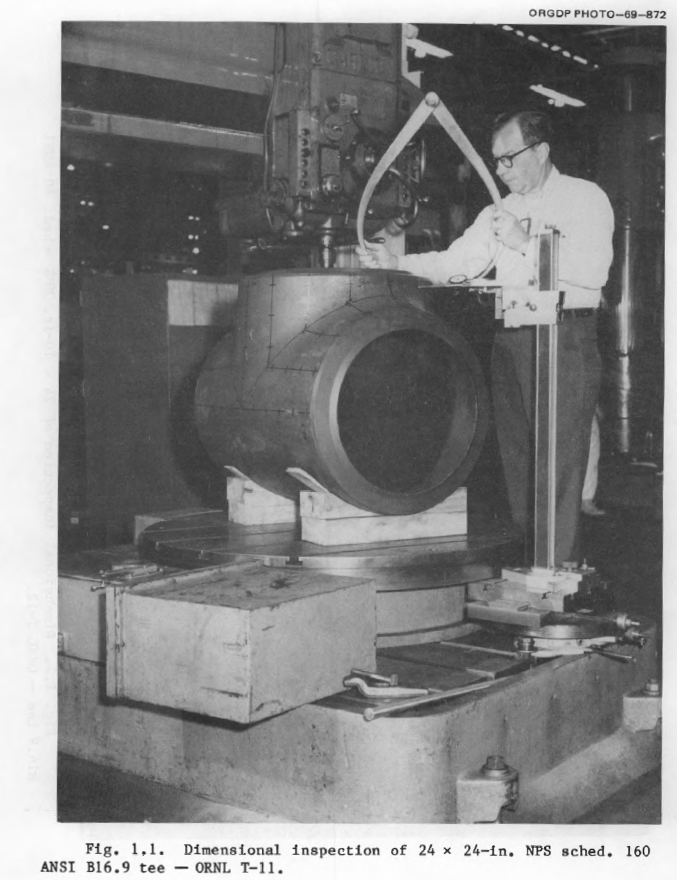 ORGDP PHOTO—69—872
Fig. 1.1. Dimensional inspection of 24 × 24-in. NPS sched. 160
ANSI B16.9 tee — ORNL T-11.